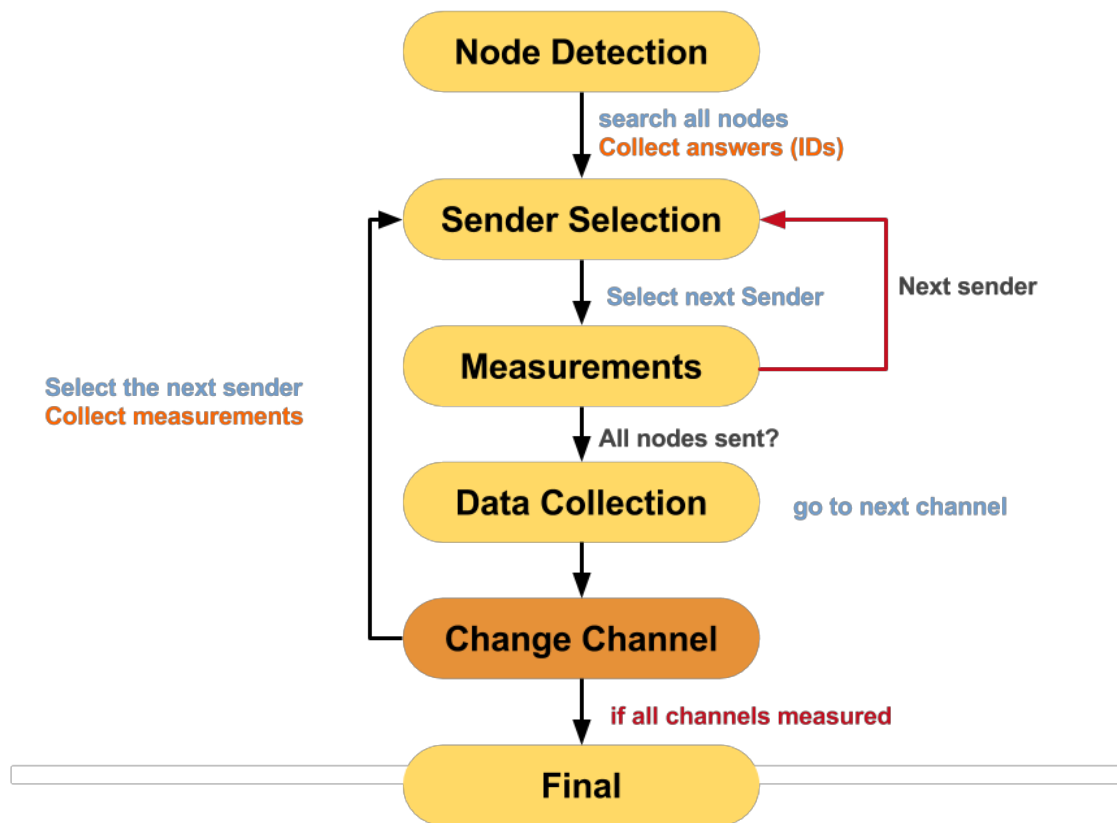 Node Detection
search all nodes
Collect answers (IDs)
Sender Selection
Select next Sender
Next sender
Measurements
Select the next sender
Collect measurements
All nodes sent?
Data Collection
go to next channel
Change Channel
if all channels measured
Final